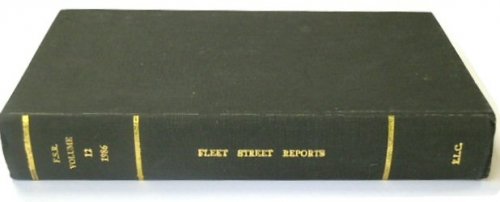 F.S.R.
VOLUME
12
1986
FLEET STREET REPORTS
E.L.C.